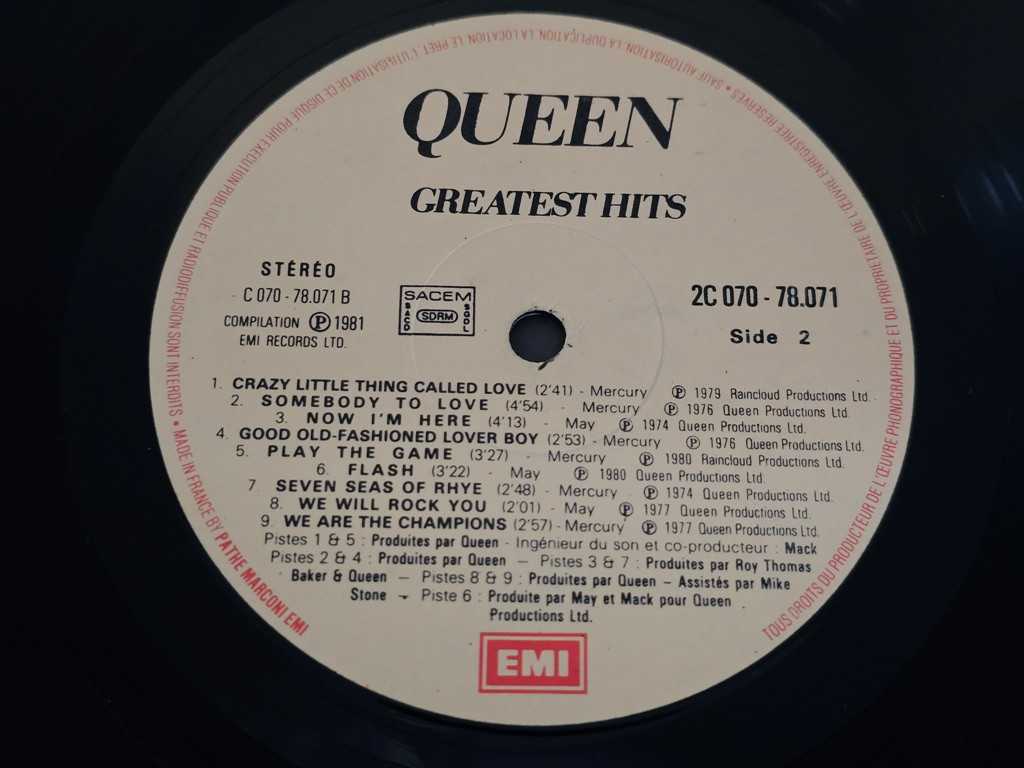 QUEEN
GREATEST HITS
STÉRÉO
C 070 - 78.071 B
COMPILATION Ⓟ 1981
EMI RECORDS LTD.
SACEM
SACD
SDRM
SGDL
2C 070 - 78.071
Side 2
1. CRAZY LITTLE THING CALLED LOVE (2'41) - Mercury Ⓟ 1979 Raincloud Productions Ltd.
2. SOMEBODY TO LOVE (4'54) - Mercury Ⓟ 1976 Queen Productions Ltd.
3. NOW I'M HERE (4'13) - May Ⓟ 1974 Queen Productions Ltd.
4. GOOD OLD-FASHIONED LOVER BOY (2'53) - Mercury Ⓟ 1976 Queen Productions Ltd.
5. PLAY THE GAME (3'27) - Mercury Ⓟ 1980 Raincloud Productions Ltd.
6. FLASH (3'22) - May Ⓟ 1980 Queen Productions Ltd.
7. SEVEN SEAS OF RHYE (2'48) - Mercury Ⓟ 1974 Queen Productions Ltd.
8. WE WILL ROCK YOU (2'01) - May Ⓟ 1977 Queen Productions Ltd.
9. WE ARE THE CHAMPIONS (2'57) - Mercury Ⓟ 1977 Queen Productions Ltd.
Pistes 1 & 5 : Produites par Queen - Ingénieur du son et co-producteur : Mack
Pistes 2 & 4 : Produites par Queen — Pistes 3 & 7 : Produites par Roy Thomas
Baker & Queen — Pistes 8 & 9 : Produites par Queen — Assistés par Mike
Stone - Piste 6 : Produite par May et Mack pour Queen
Productions Ltd.
EMI
TOUS DROITS DU PRODUCTEUR DE L'ŒUVRE PHONOGRAPHIQUE ET DU PROPRIETAIRE DE L'ŒUVRE ENREGISTREE RESERVES • SAUF AUTORISATION, LA DUPLICATION, LA LOCATION, LE PRET, L'UTILISATION DE CE DISQUE POUR EXECUTION PUBLIQUE ET RADIODIFFUSION SONT INTERDITS • MADE IN FRANCE BY PATHE MARCONI EMI